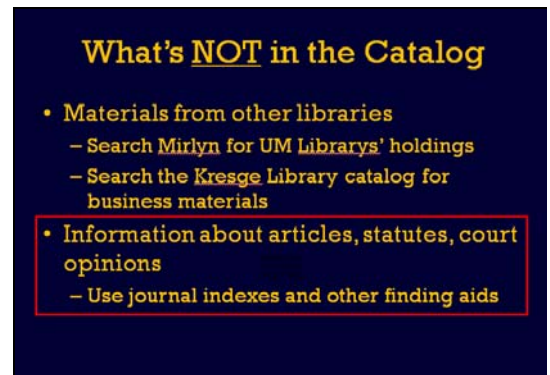 What's NOT in the Catalog
• Materials from other libraries
– Search Mirlyn for UM Librarys' holdings
– Search the Kresge Library catalog for
business materials
• Information about articles, statutes, court
opinions
– Use journal indexes and other finding aids